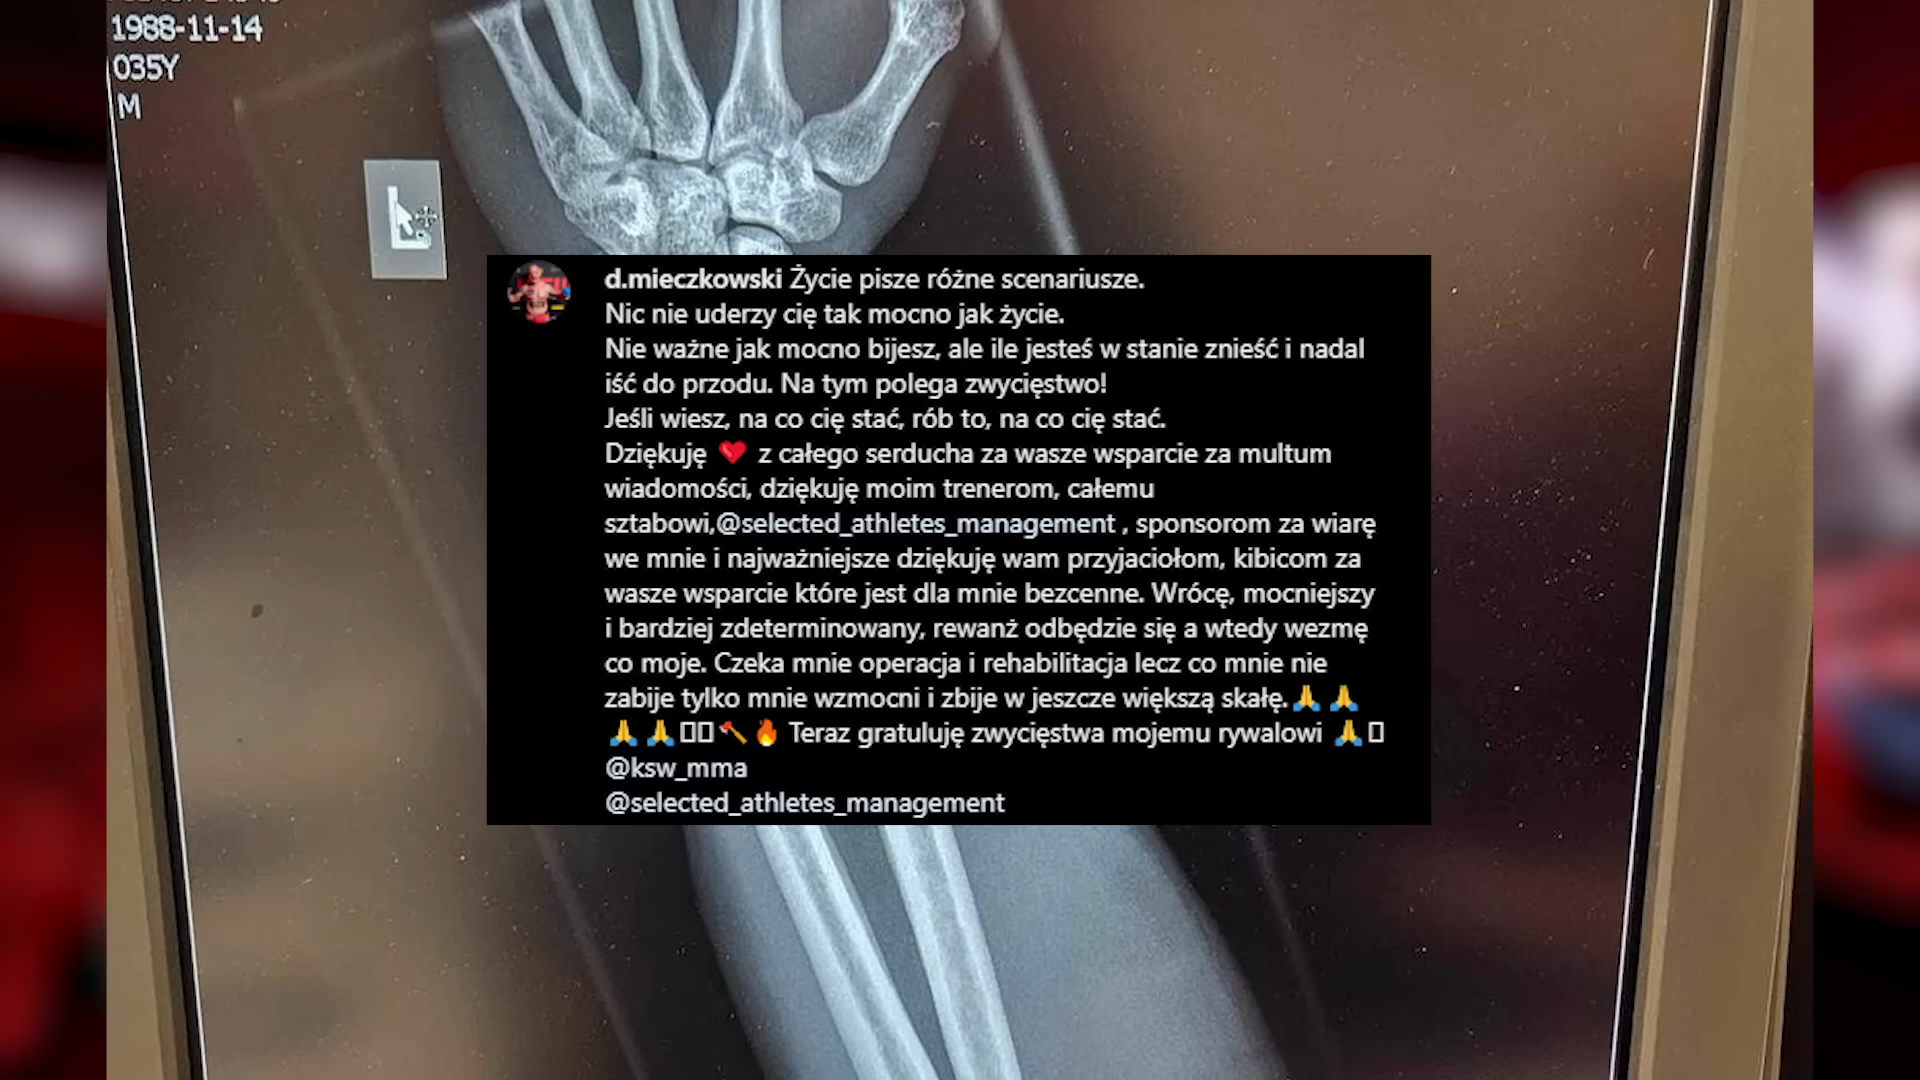 1988-11-14
035Y
M
L
d.mieczkowski Życie pisze różne scenariusze.
Nic nie uderzy cię tak mocno jak życie.
Nie ważne jak mocno bijesz, ale ile jesteś w stanie znieść i nadal
iść do przodu. Na tym polega zwycięstwo!
Jeśli wiesz, na co cię stać, rób to, na co cię stać.
Dziękuję ❤️ z całego serducha za wasze wsparcie za multum
wiadomości, dziękuję moim trenerom, całemu
sztabowi,@selected_athletes_management , sponsorom za wiarę
we mnie i najważniejsze dziękuję wam przyjaciołom, kibicom za
wasze wsparcie które jest dla mnie bezcenne. Wrócę, mocniejszy
i bardziej zdeterminowany, rewanż odbędzie się a wtedy wezmę
co moje. Czeka mnie operacja i rehabilitacja lecz co mnie nie
zabije tylko mnie wzmocni i zbije w jeszcze większą skałę.🙏 🙏
🙏 🙏▯▯🪓🔥 Teraz gratuluję zwycięstwa mojemu rywalowi 🙏▯
@ksw_mma
@selected_athletes_management